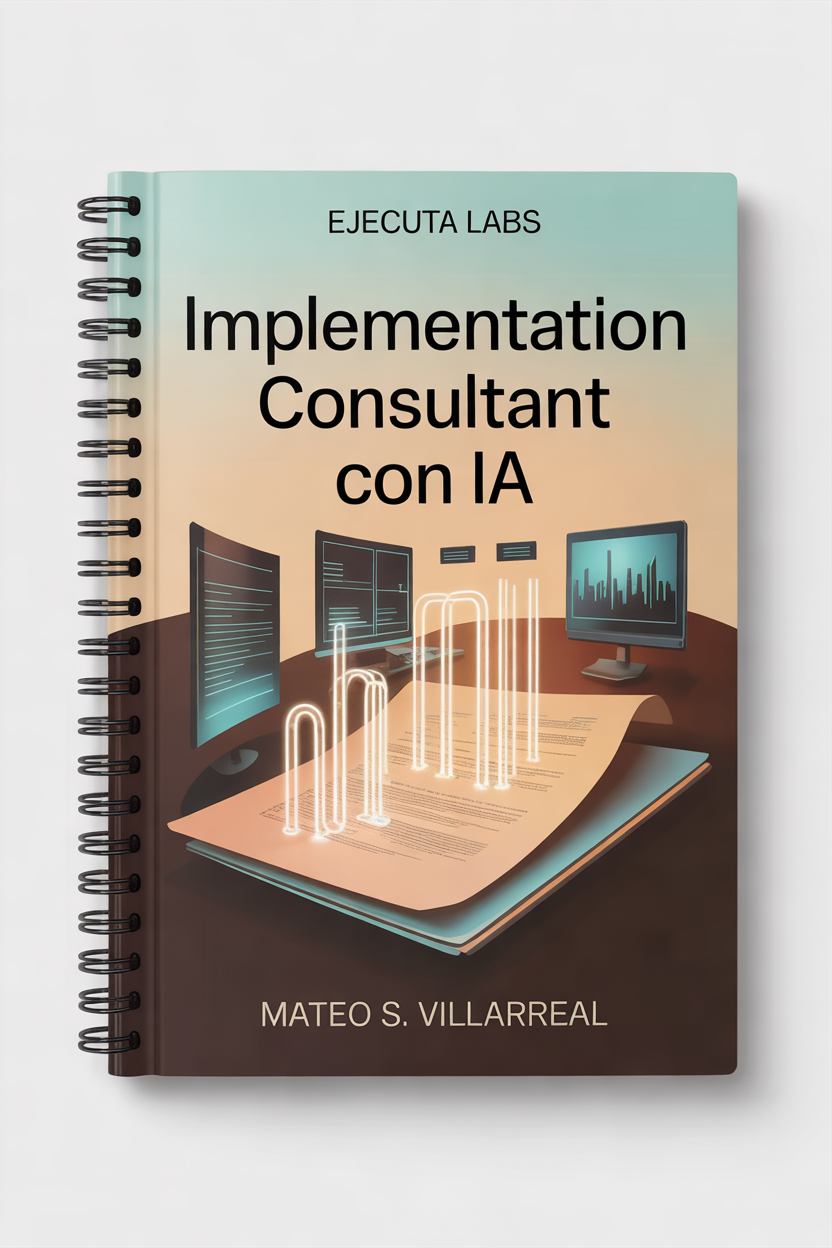 EJECUTA LABS
Implementation
Consultant
con IA
MATEO S. VILLARREAL